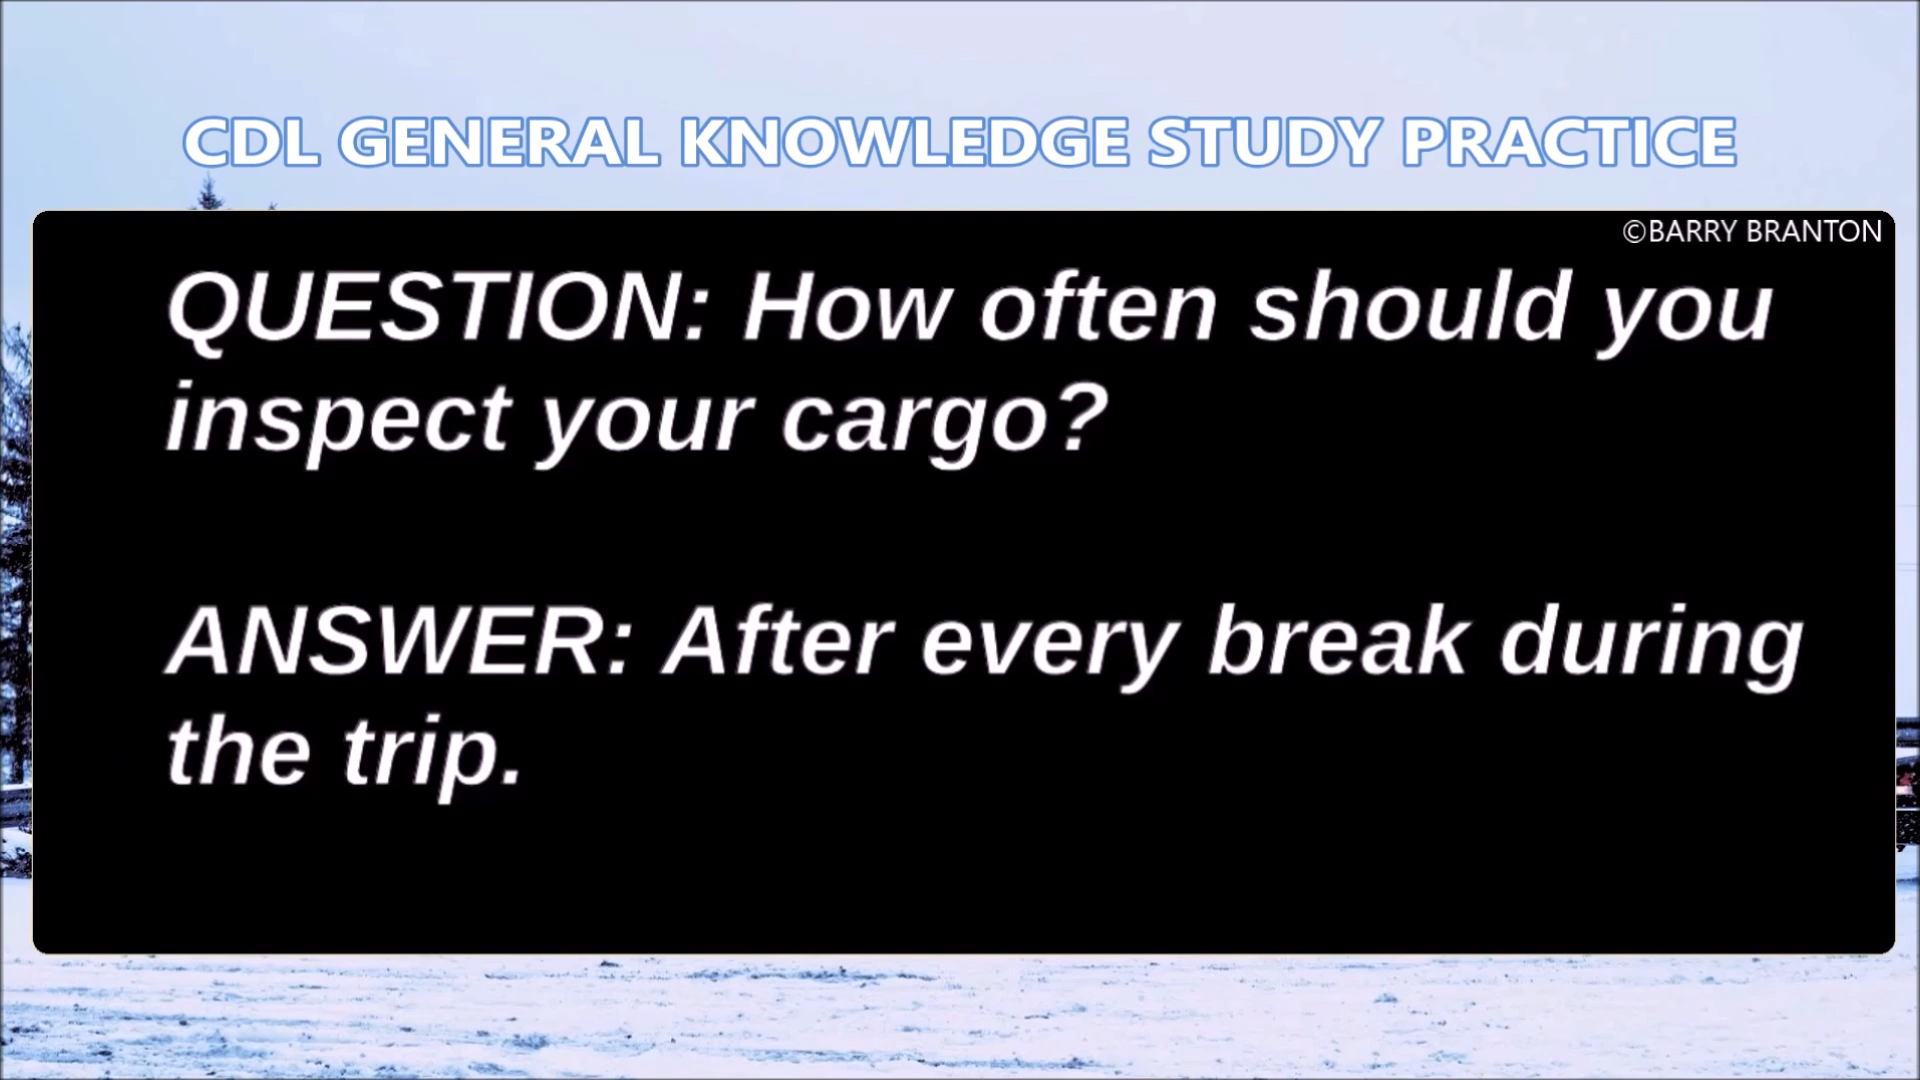 CDL GENERAL KNOWLEDGE STUDY PRACTICE
©BARRY BRANTON
QUESTION: How often should you
inspect your cargo?
ANSWER: After every break during
the trip.